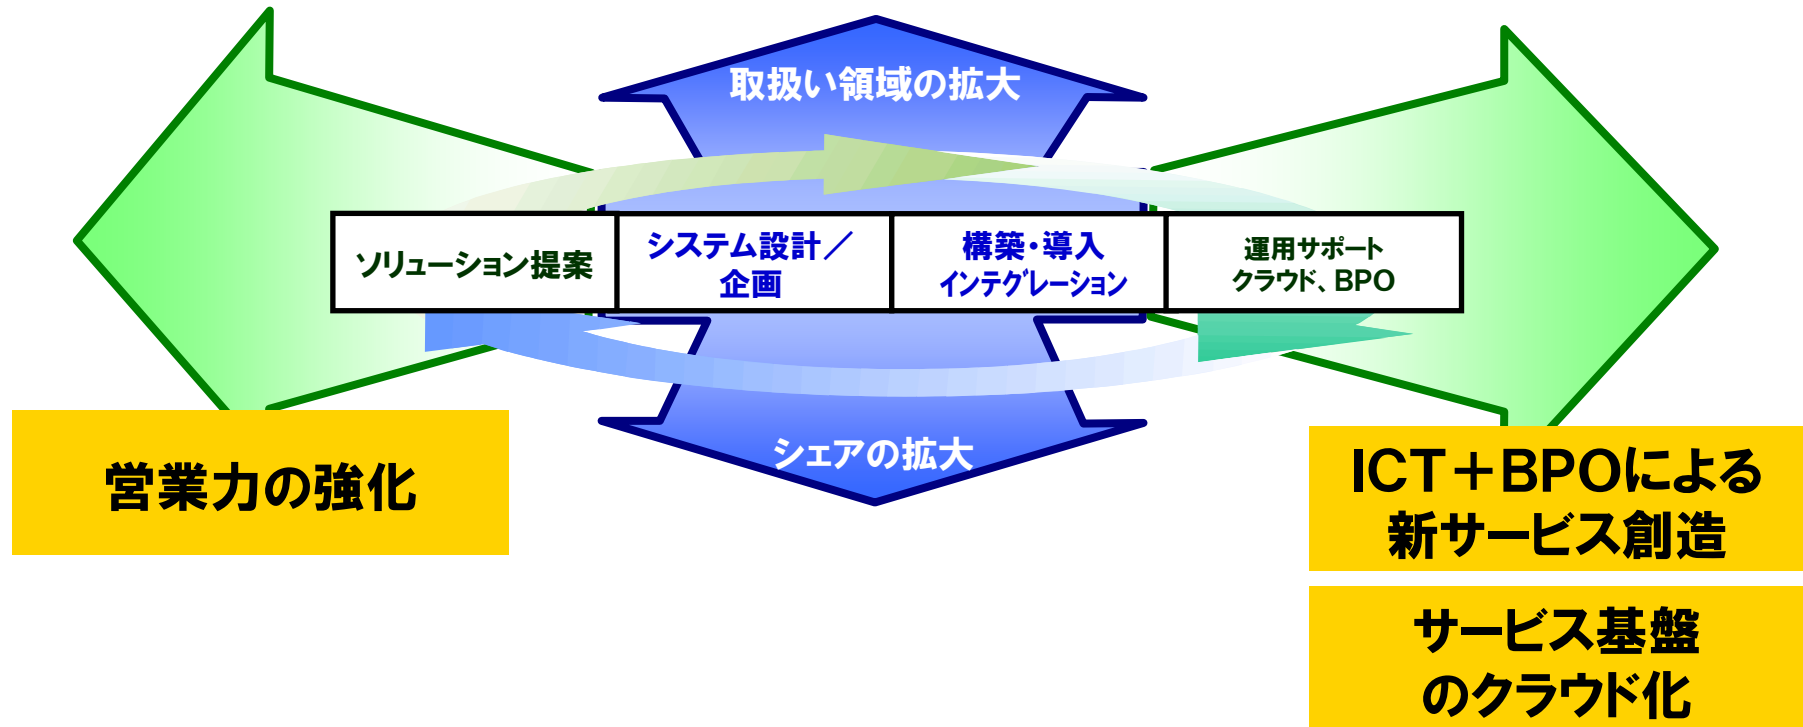 取扱い領域の拡大
ソリューション提案
システム設計／
企画
構築・導入
インテグレーション
運用サポート
クラウド、BPO
シェアの拡大
営業力の強化
ICT＋BPOによる
新サービス創造
サービス基盤
のクラウド化